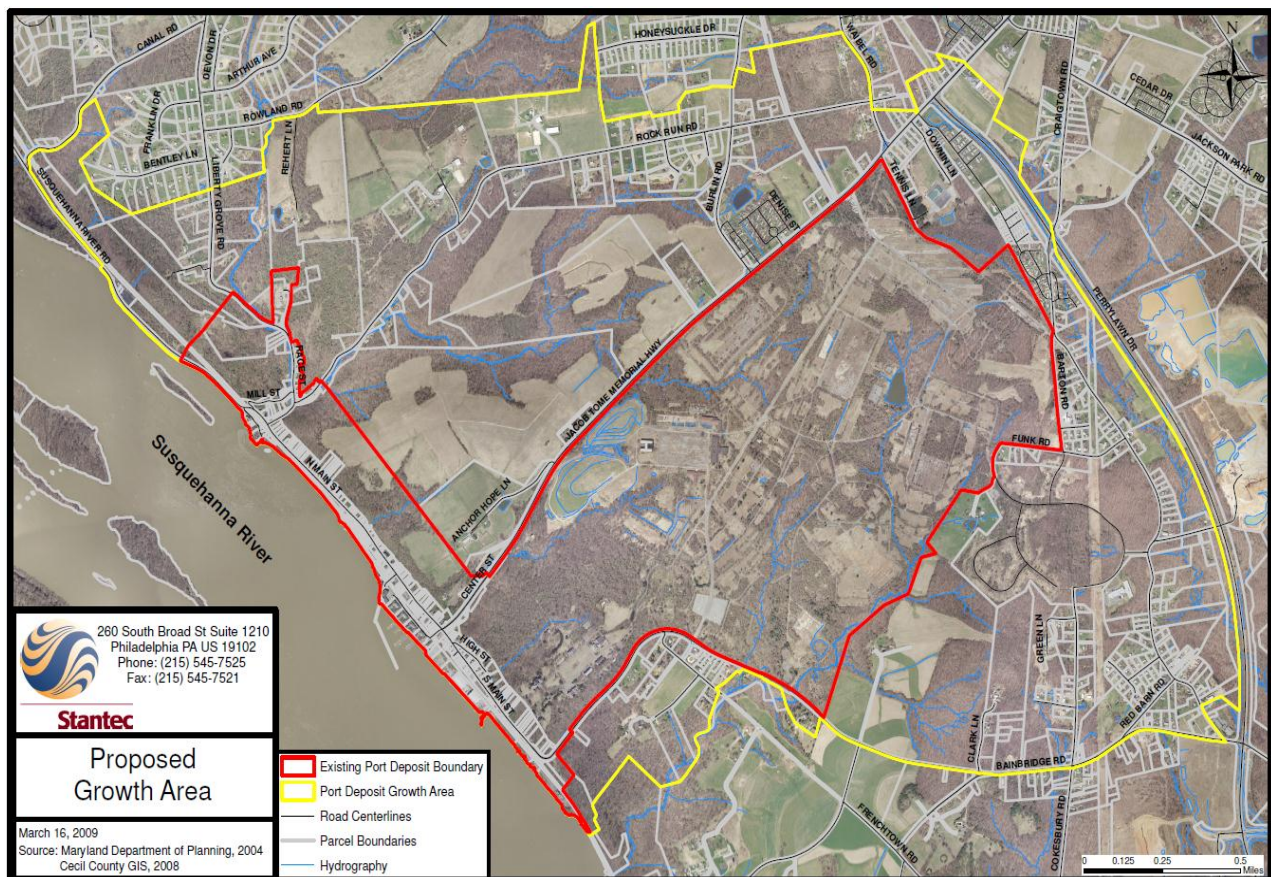 CANAL RD
DEVON DR
ARTHUR AVE
FRANKLIN DR
ROWLAND RD
BENTLEY LN
LIBERTY GROVE RD
REHERT LN
HONEYSUCKLE DR
WAIBEL RD
N
CRAIGTOWN RD
CEDAR DR
JACKSON PARK RD
ROCK RUN RD
BURLIN RD
DENISE ST
TENNIS LN
DOWNIN LN
SUSQUEHANNA RIVER RD
RACE ST
MILL ST
N MAIN ST
JACOB TOME MEMORIAL HWY
PERRYLAWN DR
BARTON RD
FUNK RD
Susquehanna River
ANCHOR HOPE LN
CENTER ST
HIGH ST
S MAIN ST
GREEN LN
CLARK LN
RED BARN RD
BAINBRIDGE RD
FRENCHTOWN RD
COKESBURY RD
260 South Broad St Suite 1210
Philadelphia PA US 19102
Phone: (215) 545-7525
Fax: (215) 545-7521
Stantec
Proposed
Growth Area
March 16, 2009
Source: Maryland Department of Planning, 2004
Cecil County GIS, 2008
Existing Port Deposit Boundary
Port Deposit Growth Area
Road Centerlines
Parcel Boundaries
Hydrography
0 0.125 0.25 0.5
Miles